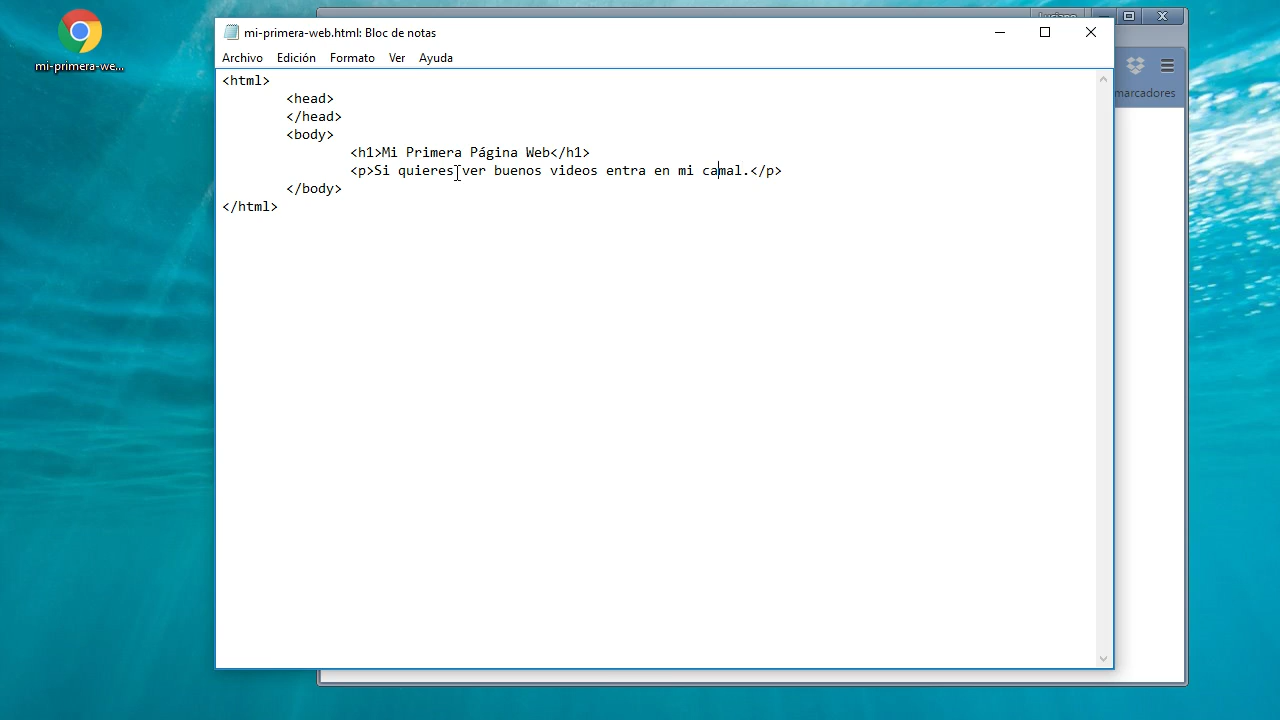 mi-primera-we...
Luciano
mi-primera-web.html: Bloc de notas
Archivo Edición Formato Ver Ayuda
marcadores
<html>
<head>
</head>
<body>
<h1>Mi Primera Página Web</h1>
<p>Si quieres ver buenos videos entra en mi camal.</p>
</body>
</html>